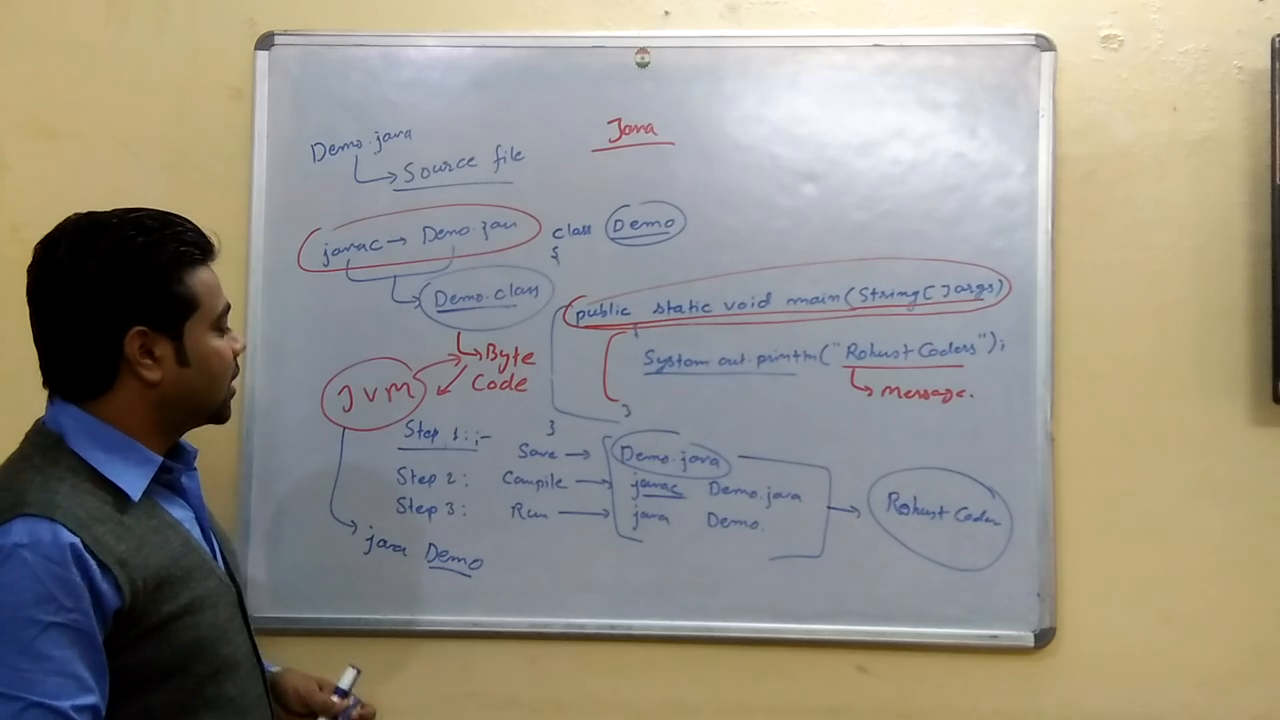 Java
Demo.java
Source file
javac → Demo.java
Demo.class
Byte
Code
JVM
java Demo
class Demo
{
public static void main(String[] args)
{
System.out.println("Robust Coders");
Message.
}
}
Step 1:- Save → Demo.java
Step 2: Compile → javac Demo.java
Step 3: Run → java Demo.
Robust Coders